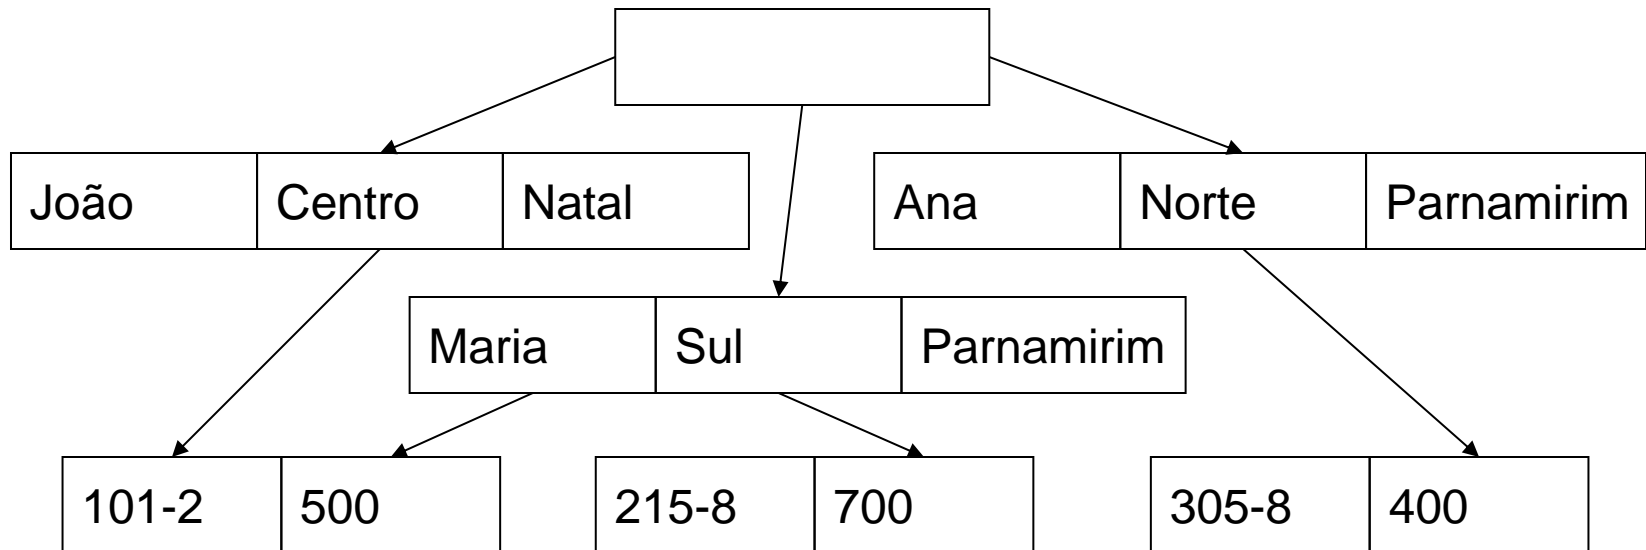 João Centro Natal
Ana Norte Parnamirim
Maria Sul Parnamirim
101-2 500
215-8 700
305-8 400